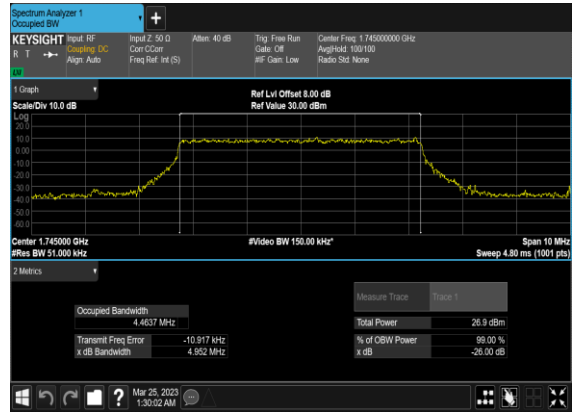 Spectrum Analyzer 1
Occupied BW
KEYSIGHT Input: RF Input Z: 50 Ω Atten: 40 dB Trig: Free Run Center Freq: 1.745000000 GHz
R T Coupling: DC Corr CCorr Gate: Off Avg|Hold: 100/100
Align: Auto Freq Ref: Int (S) #IF Gain: Low Radio Std: None
LW
1 Graph
Ref Lvl Offset 8.00 dB
Scale/Div 10.0 dB Ref Value 30.00 dBm
Log
20.0
10.0
0.00
-10.0
-20.0
-30.0
-40.0
-50.0
-60.0
Center 1.745000 GHz #Video BW 150.00 kHz* Span 10 MHz
#Res BW 51.000 kHz Sweep 4.80 ms (1001 pts)
2 Metrics
Measure Trace Trace 1
Occupied Bandwidth
4.4637 MHz Total Power 26.9 dBm
Transmit Freq Error -10.917 kHz % of OBW Power 99.00 %
x dB Bandwidth 4.952 MHz x dB -26.00 dB
? Mar 25, 2023
1:30:02 AM